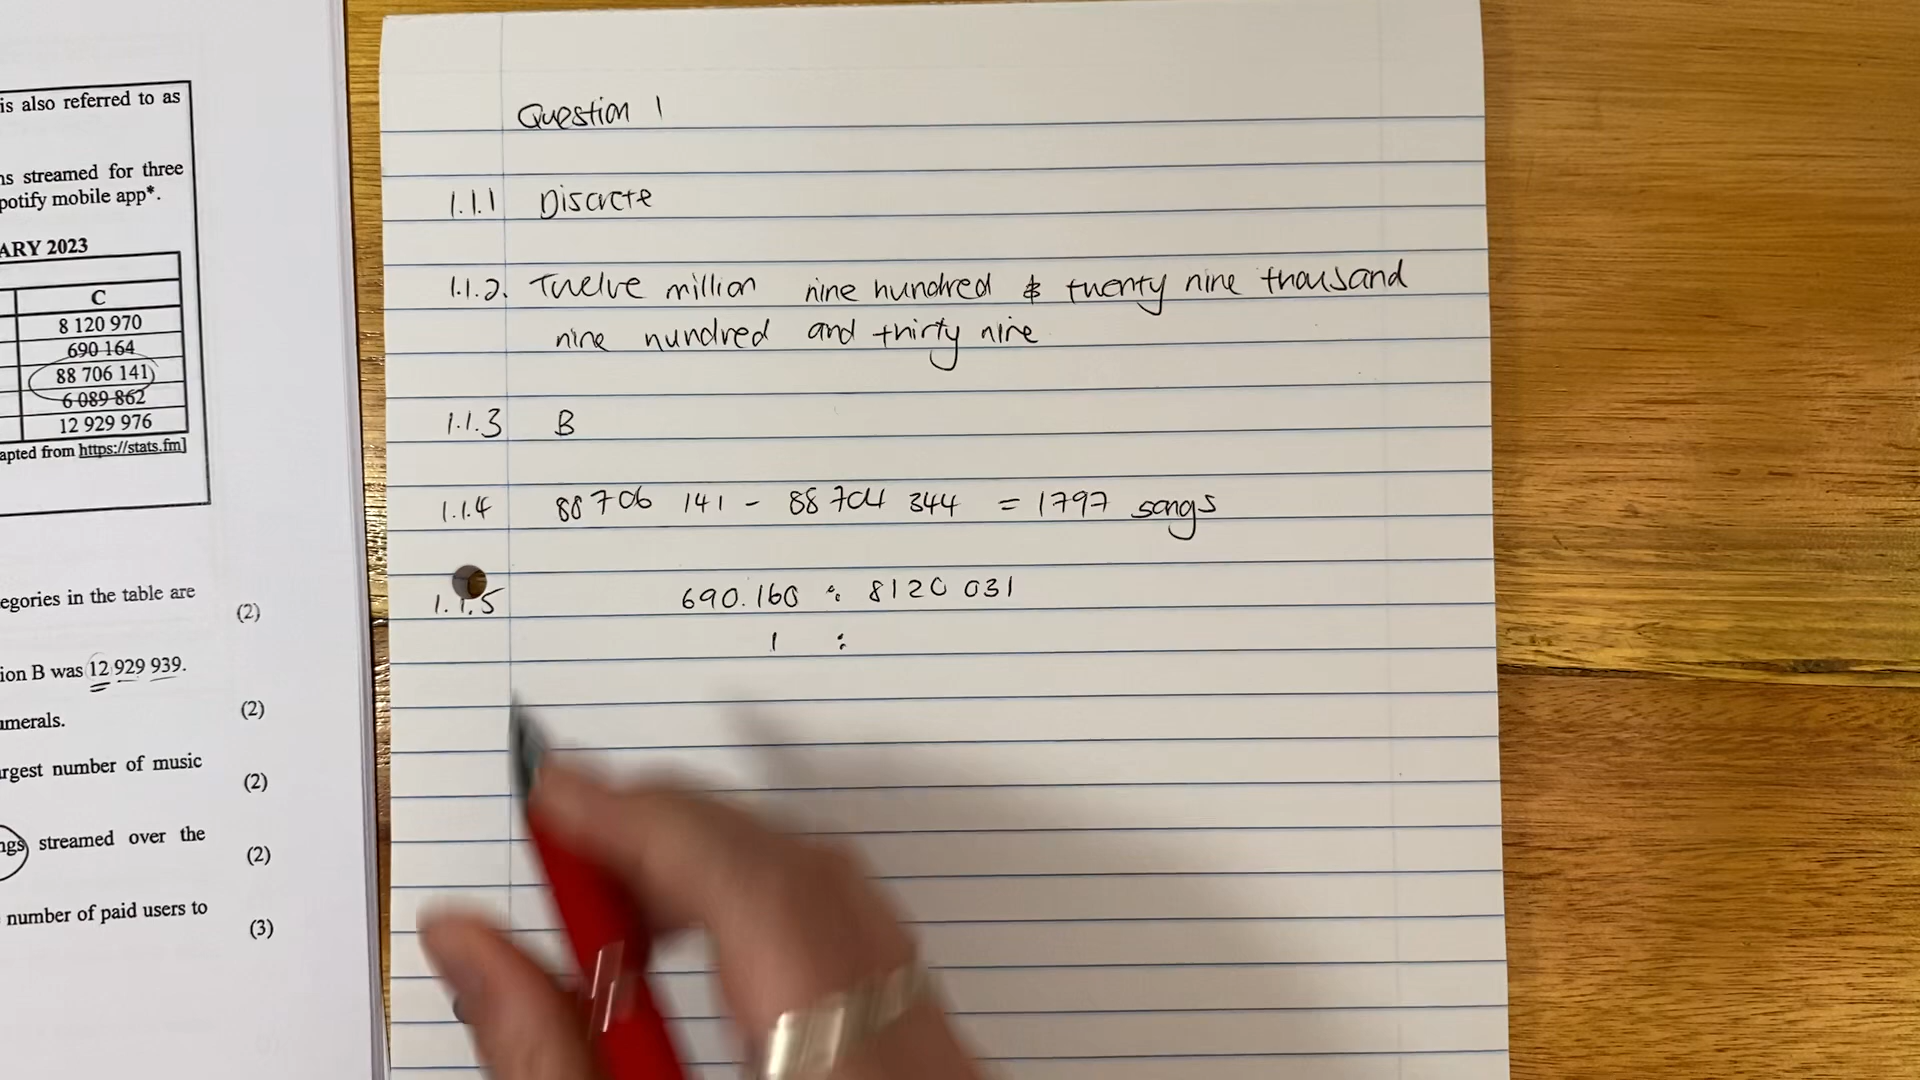 is also referred to as
ns streamed for three
potify mobile app*.
ARY 2023
C
8 120 970
690 164
88 706 141
6 089 862
12 929 976
apted from https://stats.fm]
egories in the table are
(2)
ion B was 12 929 939.
umerals.
(2)
argest number of music
(2)
ngs streamed over the
(2)
number of paid users to
(3)
Question 1
1.1.1 Discrete
1.1.2. Twelve million nine hundred & twenty nine thousand
nine hundred and thirty nine
1.1.3 B
1.1.4 88 706 141 - 88 704 344 = 1797 songs
1.1.5 690.160 : 8120 031
1 :